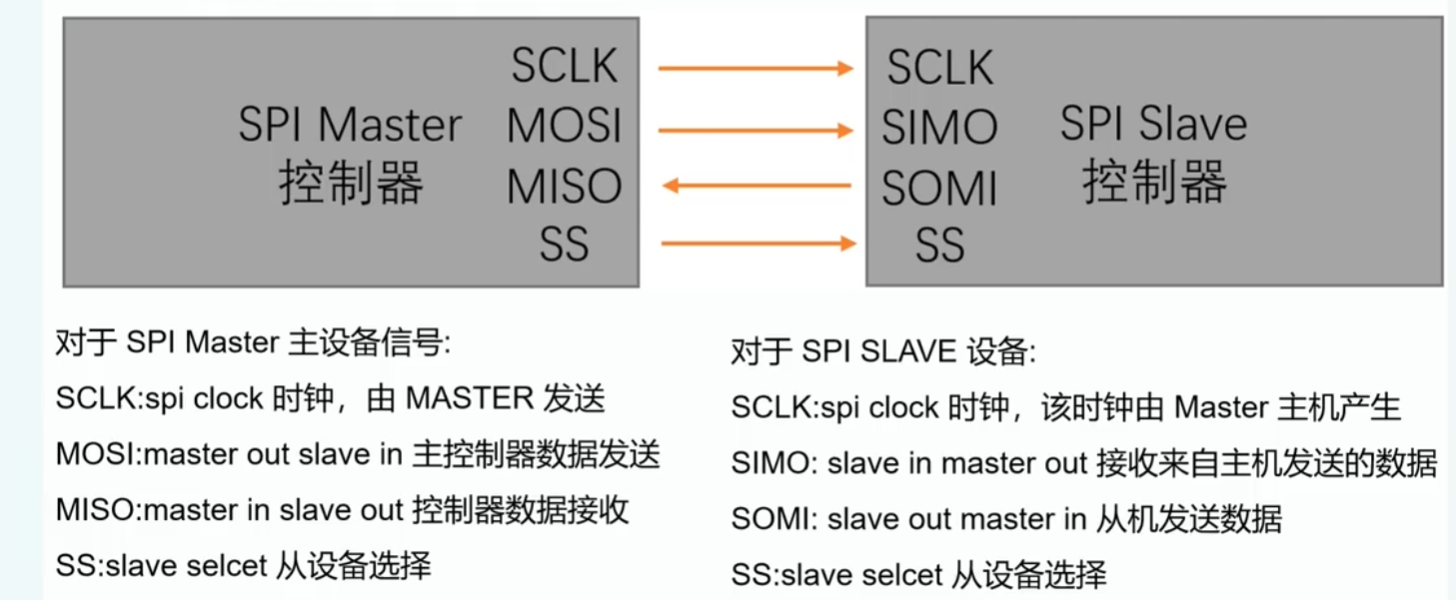 SCLK
SPI Master MOSI
控制器 MISO
SS
SCLK
SIMO SPI Slave
SOMI 控制器
SS
对于 SPI Master 主设备信号:
SCLK:spi clock 时钟，由 MASTER 发送
MOSI:master out slave in 主控制器数据发送
MISO:master in slave out 控制器数据接收
SS:slave selcet 从设备选择
对于 SPI SLAVE 设备:
SCLK:spi clock 时钟，该时钟由 Master 主机产生
SIMO: slave in master out 接收来自主机发送的数据
SOMI: slave out master in 从机发送数据
SS:slave selcet 从设备选择